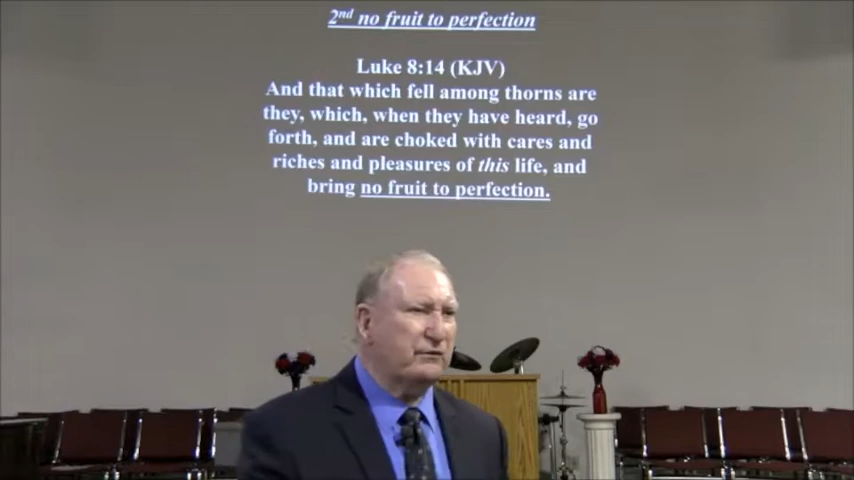 2nd no fruit to perfection
Luke 8:14 (KJV)
And that which fell among thorns are
they, which, when they have heard, go
forth, and are choked with cares and
riches and pleasures of this life, and
bring no fruit to perfection.